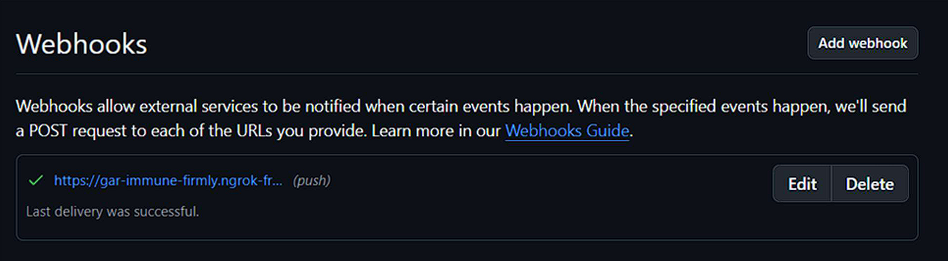 Webhooks
Add webhook
Webhooks allow external services to be notified when certain events happen. When the specified events happen, we'll send
a POST request to each of the URLs you provide. Learn more in our Webhooks Guide.
https://gar-immune-firmly.ngrok-fr... (push)
Edit
Delete
Last delivery was successful.